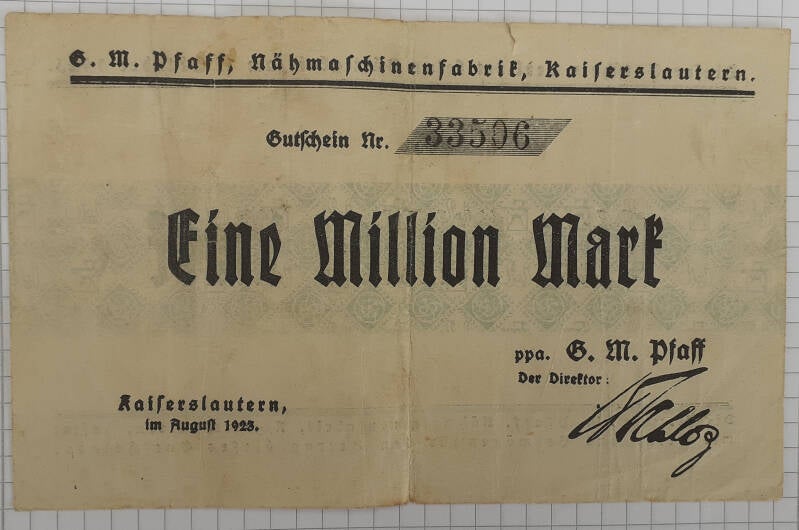 G. M. Pfaff, Nähmaschinenfabrik, Kaiserslautern.
Gutschein Nr. 33506
Eine Million Mark
ppa. G. M. Pfaff
Der Direktor:
Kaiserslautern,
im August 1923.